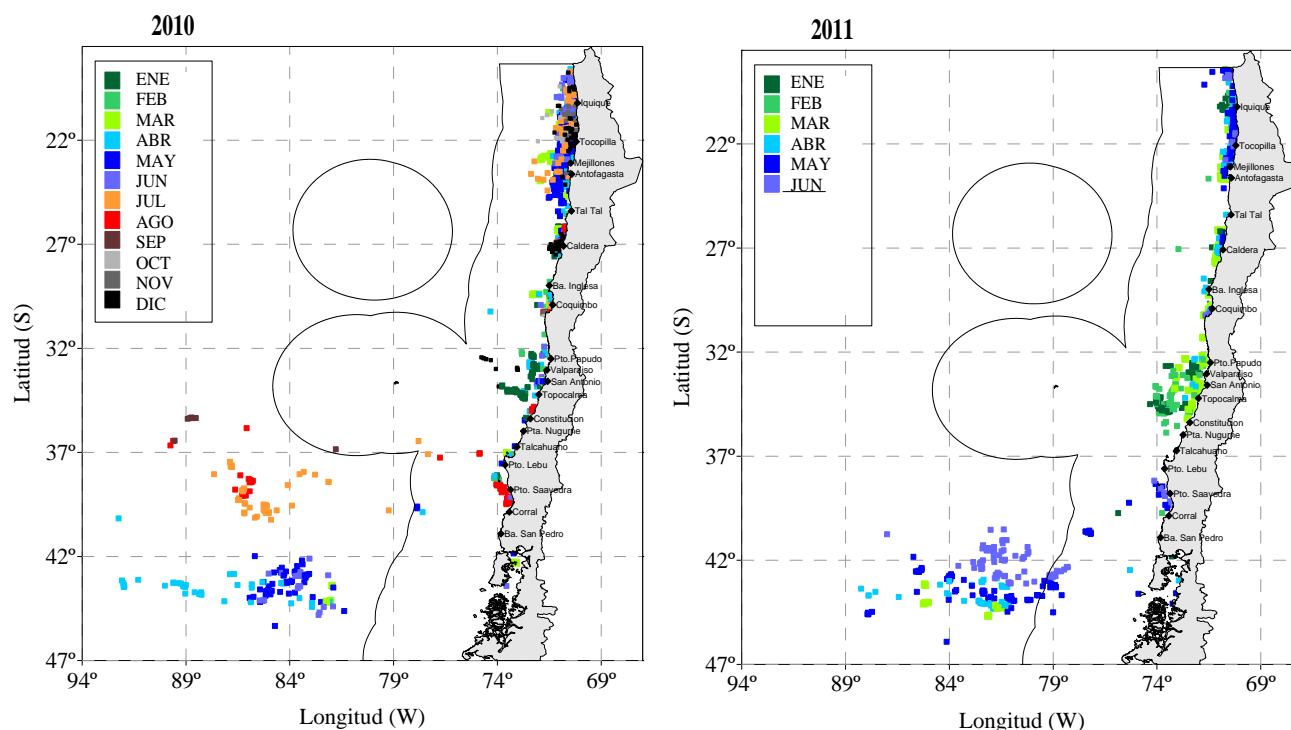 2010
ENE
FEB
MAR
ABR
MAY
JUN
JUL
AGO
SEP
OCT
NOV
DIC
Iquique
Tocopilla
Mejillones
Antofagasta
Tal Tal
Caldera
Ba. Inglesa
Coquimbo
Pto.Papudo
Valparaiso
San Antonio
Topocalma
Constitucion
Pta. Nugume
Talcahuano
Pto. Lebu
Pto. Saavedra
Corral
Ba. San Pedro
Latitud (S)
22º
27º
32º
37º
42º
47º
94 89º 84º 79º 74º 69º
Longitud (W)
2011
ENE
FEB
MAR
ABR
MAY
JUN
Iquique
Tocopilla
Mejillones
Antofagasta
Tal Tal
Caldera
Ba. Inglesa
Coquimbo
Pto.Papudo
Valparaiso
San Antonio
Topocalma
Constitucion
Pta. Nugume
Talcahuano
Pto. Lebu
Pto. Saavedra
Corral
Ba. San Pedro
Latitud (S)
22º
27º
32º
37º
42º
47º
94º 89º 84º 79º 74º 69º
Longitud (W)